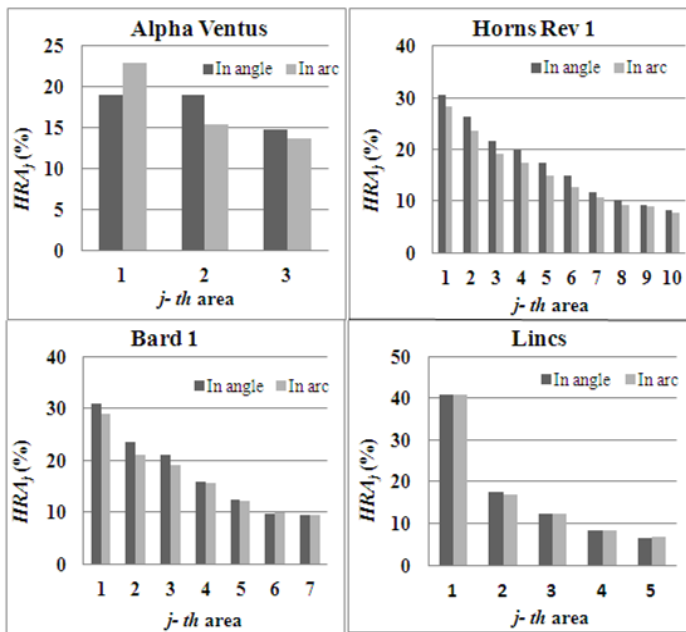 Alpha Ventus
25
20
15
10
5
0
HRAj (%)
In angle In arc
1 2 3
j- th area
Horns Rev 1
40
30
20
10
0
HRAj (%)
In angle In arc
1 2 3 4 5 6 7 8 9 10
j- th area
Bard 1
40
30
20
10
0
HRAj (%)
In angle In arc
1 2 3 4 5 6 7
j- th area
Lincs
50
40
30
20
10
0
HRAj (%)
In angle In arc
1 2 3 4 5
j- th area